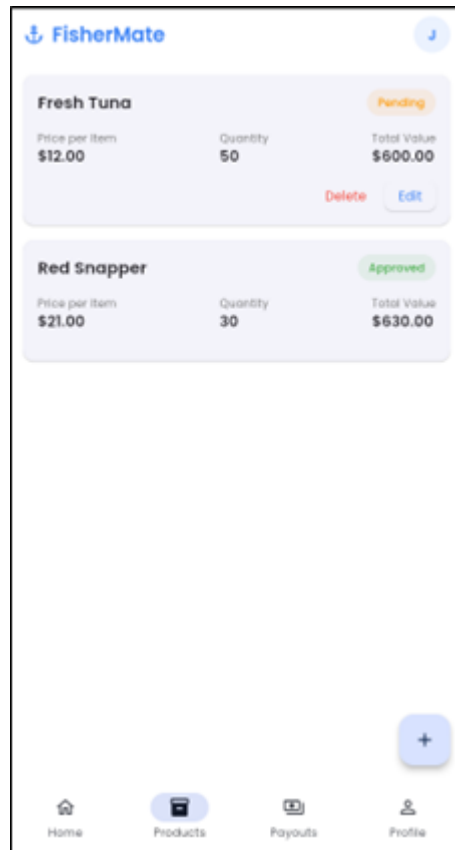 FisherMate J
Fresh Tuna Pending
Price per item Quantity Total Value
$12.00 50 $600.00
Delete Edit
Red Snapper Approved
Price per item Quantity Total Value
$21.00 30 $630.00
+
Home Products Payouts Profile